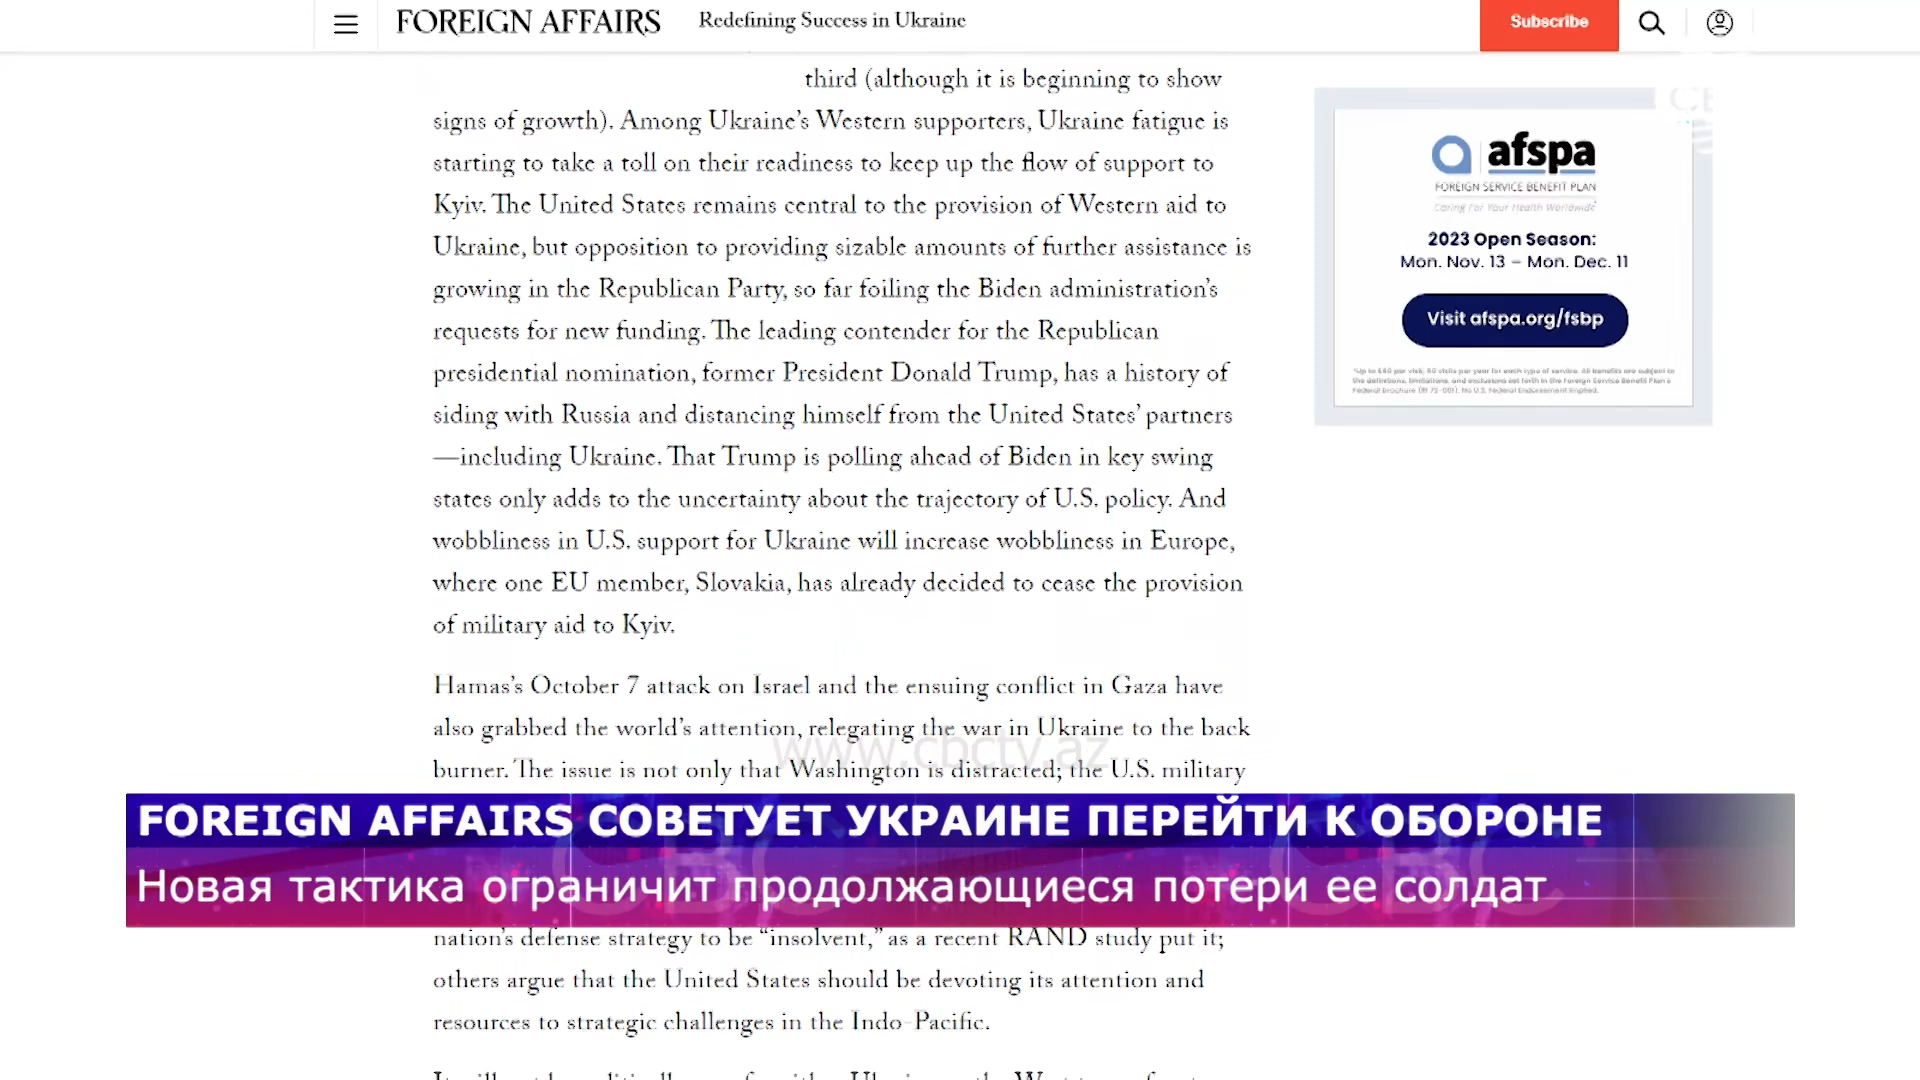 FOREIGN AFFAIRS
Redefining Success in Ukraine
Subscribe
third (although it is beginning to show
signs of growth). Among Ukraine's Western supporters, Ukraine fatigue is
starting to take a toll on their readiness to keep up the flow of support to
Kyiv. The United States remains central to the provision of Western aid to
Ukraine, but opposition to providing sizable amounts of further assistance is
growing in the Republican Party, so far foiling the Biden administration's
requests for new funding. The leading contender for the Republican
presidential nomination, former President Donald Trump, has a history of
siding with Russia and distancing himself from the United States' partners
—including Ukraine. That Trump is polling ahead of Biden in key swing
states only adds to the uncertainty about the trajectory of U.S. policy. And
wobbliness in U.S. support for Ukraine will increase wobbliness in Europe,
where one EU member, Slovakia, has already decided to cease the provision
of military aid to Kyiv.
Hamas's October 7 attack on Israel and the ensuing conflict in Gaza have
also grabbed the world's attention, relegating the war in Ukraine to the back
burner. The issue is not only that Washington is distracted; the U.S. military
www.cbctv.az
FOREIGN AFFAIRS СОВЕТУЕТ УКРАИНЕ ПЕРЕЙТИ К ОБОРОНЕ
Новая тактика ограничит продолжающиеся потери ее солдат
nation's defense strategy to be “insolvent,” as a recent RAND study put it;
others argue that the United States should be devoting its attention and
resources to strategic challenges in the Indo-Pacific.
afspa
FOREIGN SERVICE BENEFIT PLAN
Caring For Your Health Worldwide
2023 Open Season:
Mon. Nov. 13 – Mon. Dec. 11
Visit afspa.org/fsbp